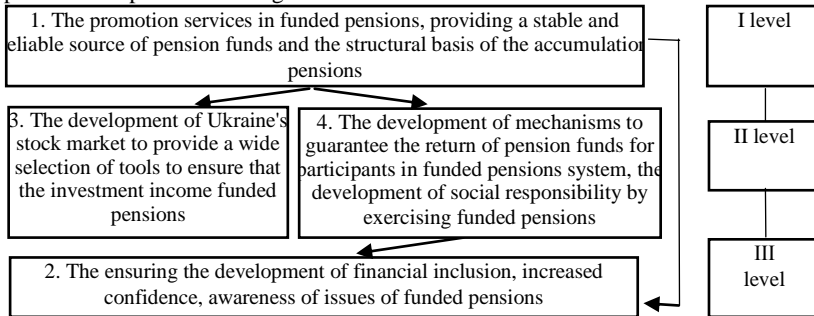 1. The promotion services in funded pensions, providing a stable and
eliable source of pension funds and the structural basis of the accumulation
pensions
I level
3. The development of Ukraine's
stock market to provide a wide
selection of tools to ensure that
the investment income funded
pensions
4. The development of mechanisms to
guarantee the return of pension funds for
participants in funded pensions system, the
development of social responsibility by
exercising funded pensions
II level
2. The ensuring the development of financial inclusion, increased
confidence, awareness of issues of funded pensions
III
level